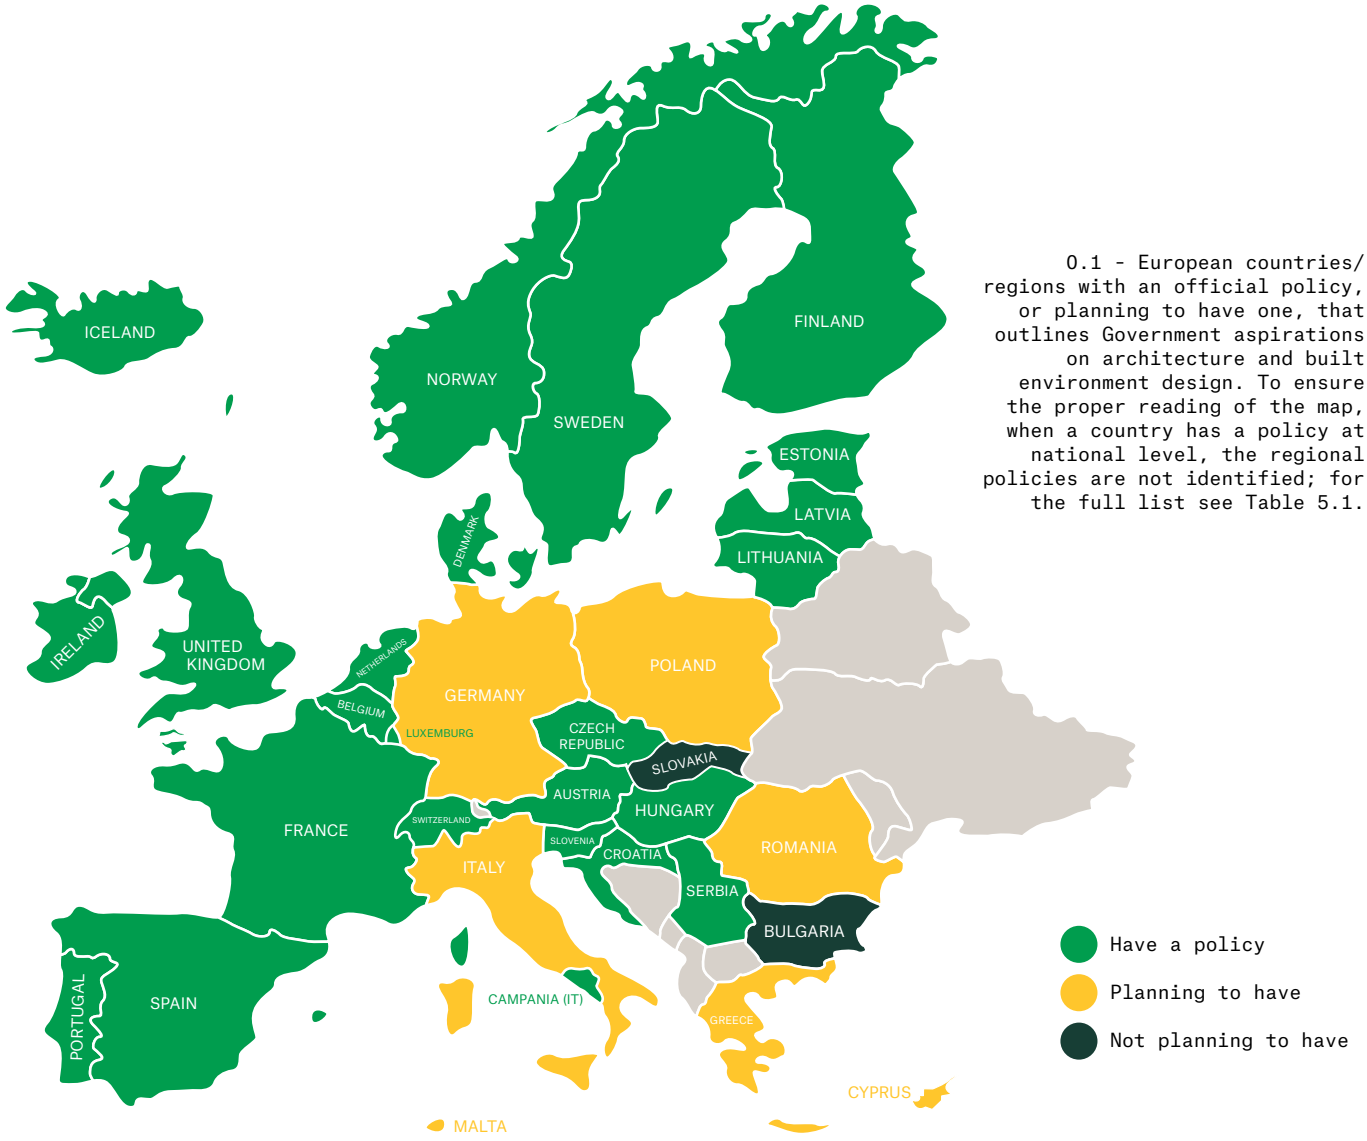 O.1 - European countries/
regions with an official policy,
or planning to have one, that
outlines Government aspirations
on architecture and built
environment design. To ensure
the proper reading of the map,
when a country has a policy at
national level, the regional
policies are not identified; for
the full list see Table 5.1.
ICELAND
FINLAND
NORWAY
SWEDEN
ESTONIA
LATVIA
LITHUANIA
DENMARK
IRELAND
UNITED
KINGDOM
NETHERLANDS
BELGIUM
LUXEMBURG
GERMANY
POLAND
CZECH
REPUBLIC
SLOVAKIA
AUSTRIA
HUNGARY
SWITZERLAND
FRANCE
SLOVENIA
CROATIA
ITALY
ROMANIA
SERBIA
BULGARIA
PORTUGAL
SPAIN
CAMPANIA (IT)
GREECE
CYPRUS
MALTA
Have a policy
Planning to have
Not planning to have